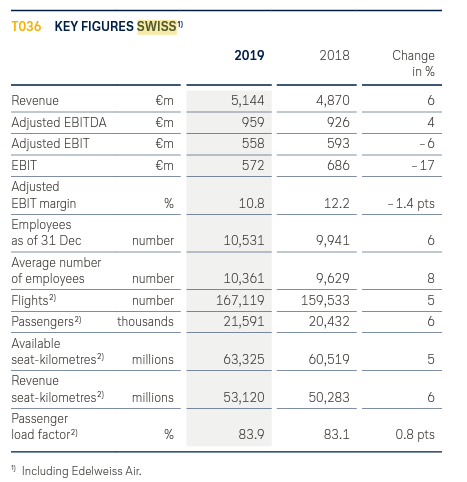 T036 KEY FIGURES SWISS¹⁾
2019 2018 Change
in %
Revenue €m 5,144 4,870 6
Adjusted EBITDA €m 959 926 4
Adjusted EBIT €m 558 593 –6
EBIT €m 572 686 –17
Adjusted
EBIT margin % 10.8 12.2 –1.4 pts
Employees
as of 31 Dec number 10,531 9,941 6
Average number
of employees number 10,361 9,629 8
Flights²⁾ number 167,119 159,533 5
Passengers²⁾ thousands 21,591 20,432 6
Available
seat-kilometres²⁾ millions 63,325 60,519 5
Revenue
seat-kilometres²⁾ millions 53,120 50,283 6
Passenger
load factor²⁾ % 83.9 83.1 0.8 pts
¹⁾ Including Edelweiss Air.